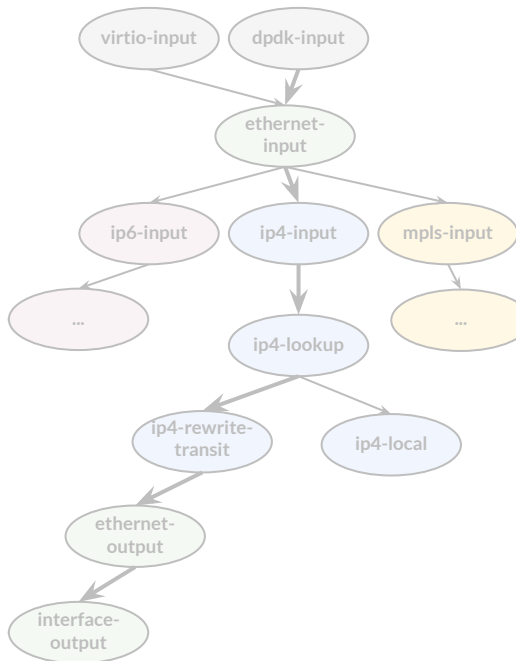 virtio-input
dpdk-input
ethernet-
input
ip6-input
ip4-input
mpls-input
...
...
ip4-lookup
ip4-rewrite-
transit
ip4-local
ethernet-
output
interface-
output